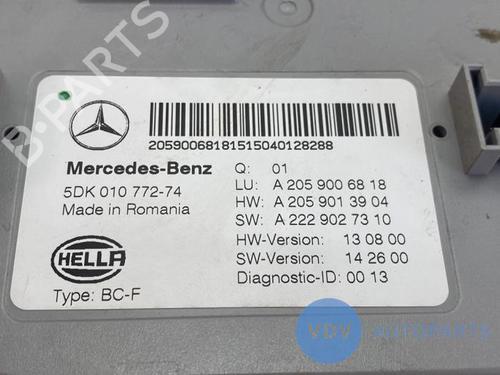 20590068181515040128288
Mercedes-Benz
5DK 010 772-74
Made in Romania
HELLA
Type: BC-F
Q: 01
LU: A 205 900 68 18
HW: A 205 901 39 04
SW: A 222 902 73 10
HW-Version: 13 08 00
SW-Version: 14 26 00
Diagnostic-ID: 00 13
B-PARTS
VDV AUTOPARTS